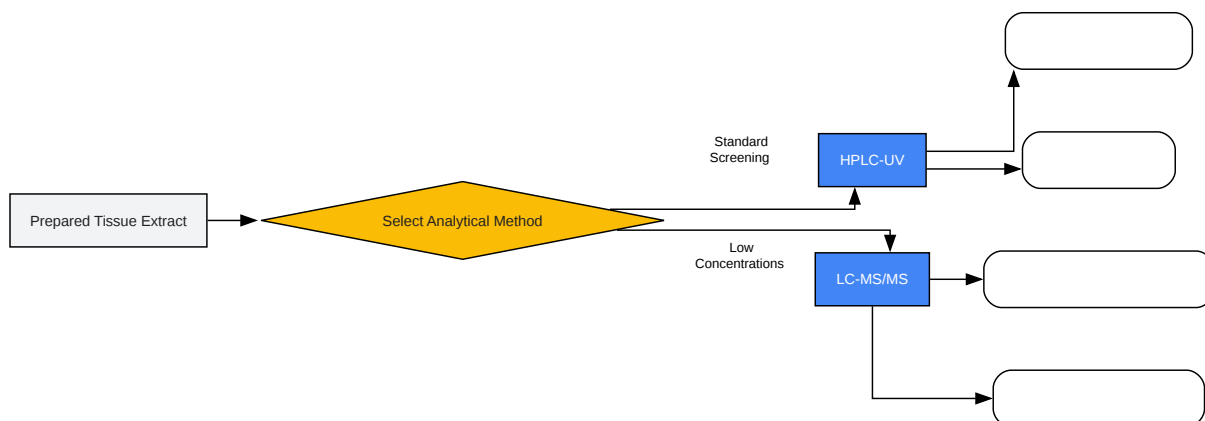 Prepared Tissue Extract
Select Analytical Method
Standard
Screening
HPLC-UV
Low
Concentrations
LC-MS/MS